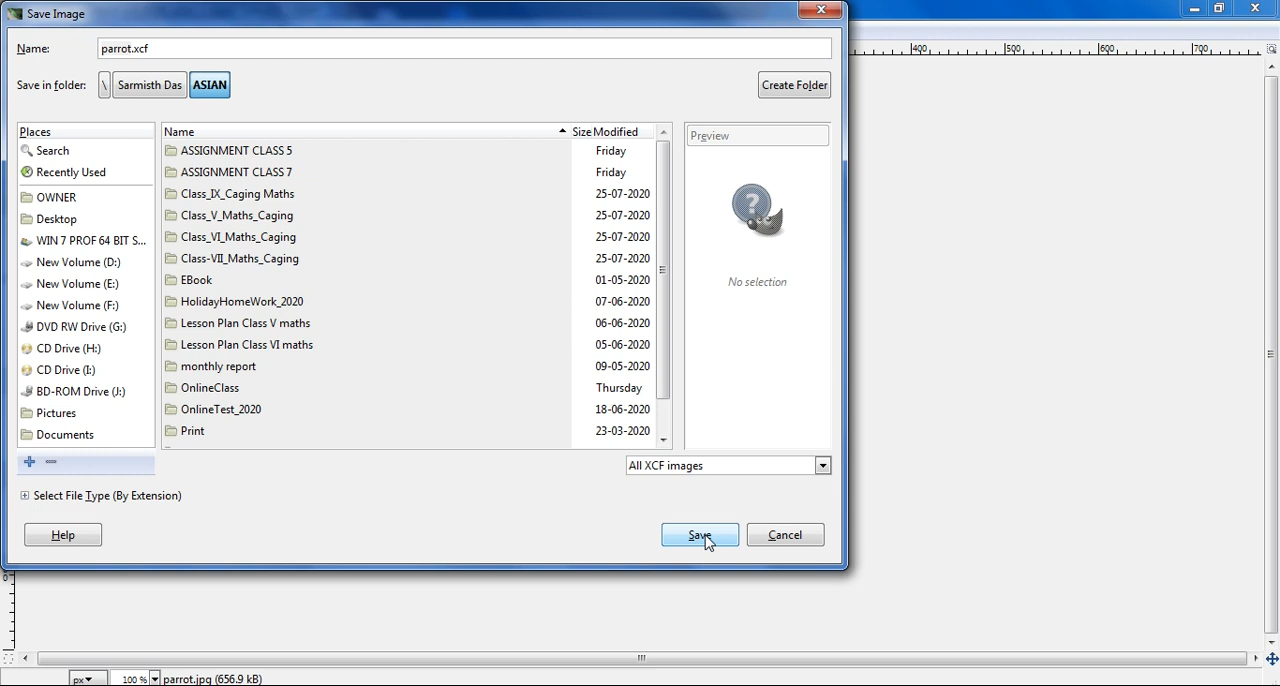 Save Image
Name: parrot.xcf
Save in folder: \ Sarmisth Das ASIAN Create Folder
Places
Search
Recently Used
OWNER
Desktop
WIN 7 PROF 64 BIT S...
New Volume (D:)
New Volume (E:)
New Volume (F:)
DVD RW Drive (G:)
CD Drive (H:)
CD Drive (I:)
BD-ROM Drive (J:)
Pictures
Documents
Name Size Modified
ASSIGNMENT CLASS 5 Friday
ASSIGNMENT CLASS 7 Friday
Class_IX_Caging Maths 25-07-2020
Class_V_Maths_Caging 25-07-2020
Class_VI_Maths_Caging 25-07-2020
Class-VII_Maths_Caging 25-07-2020
EBook 01-05-2020
HolidayHomeWork_2020 07-06-2020
Lesson Plan Class V maths 06-06-2020
Lesson Plan Class VI maths 05-06-2020
monthly report 09-05-2020
OnlineClass Thursday
OnlineTest_2020 18-06-2020
Print 23-03-2020
Preview
No selection
All XCF images
Select File Type (By Extension)
Help Save Cancel
400 500 600 700
0
px 100 % parrot.jpg (656.9 kB)